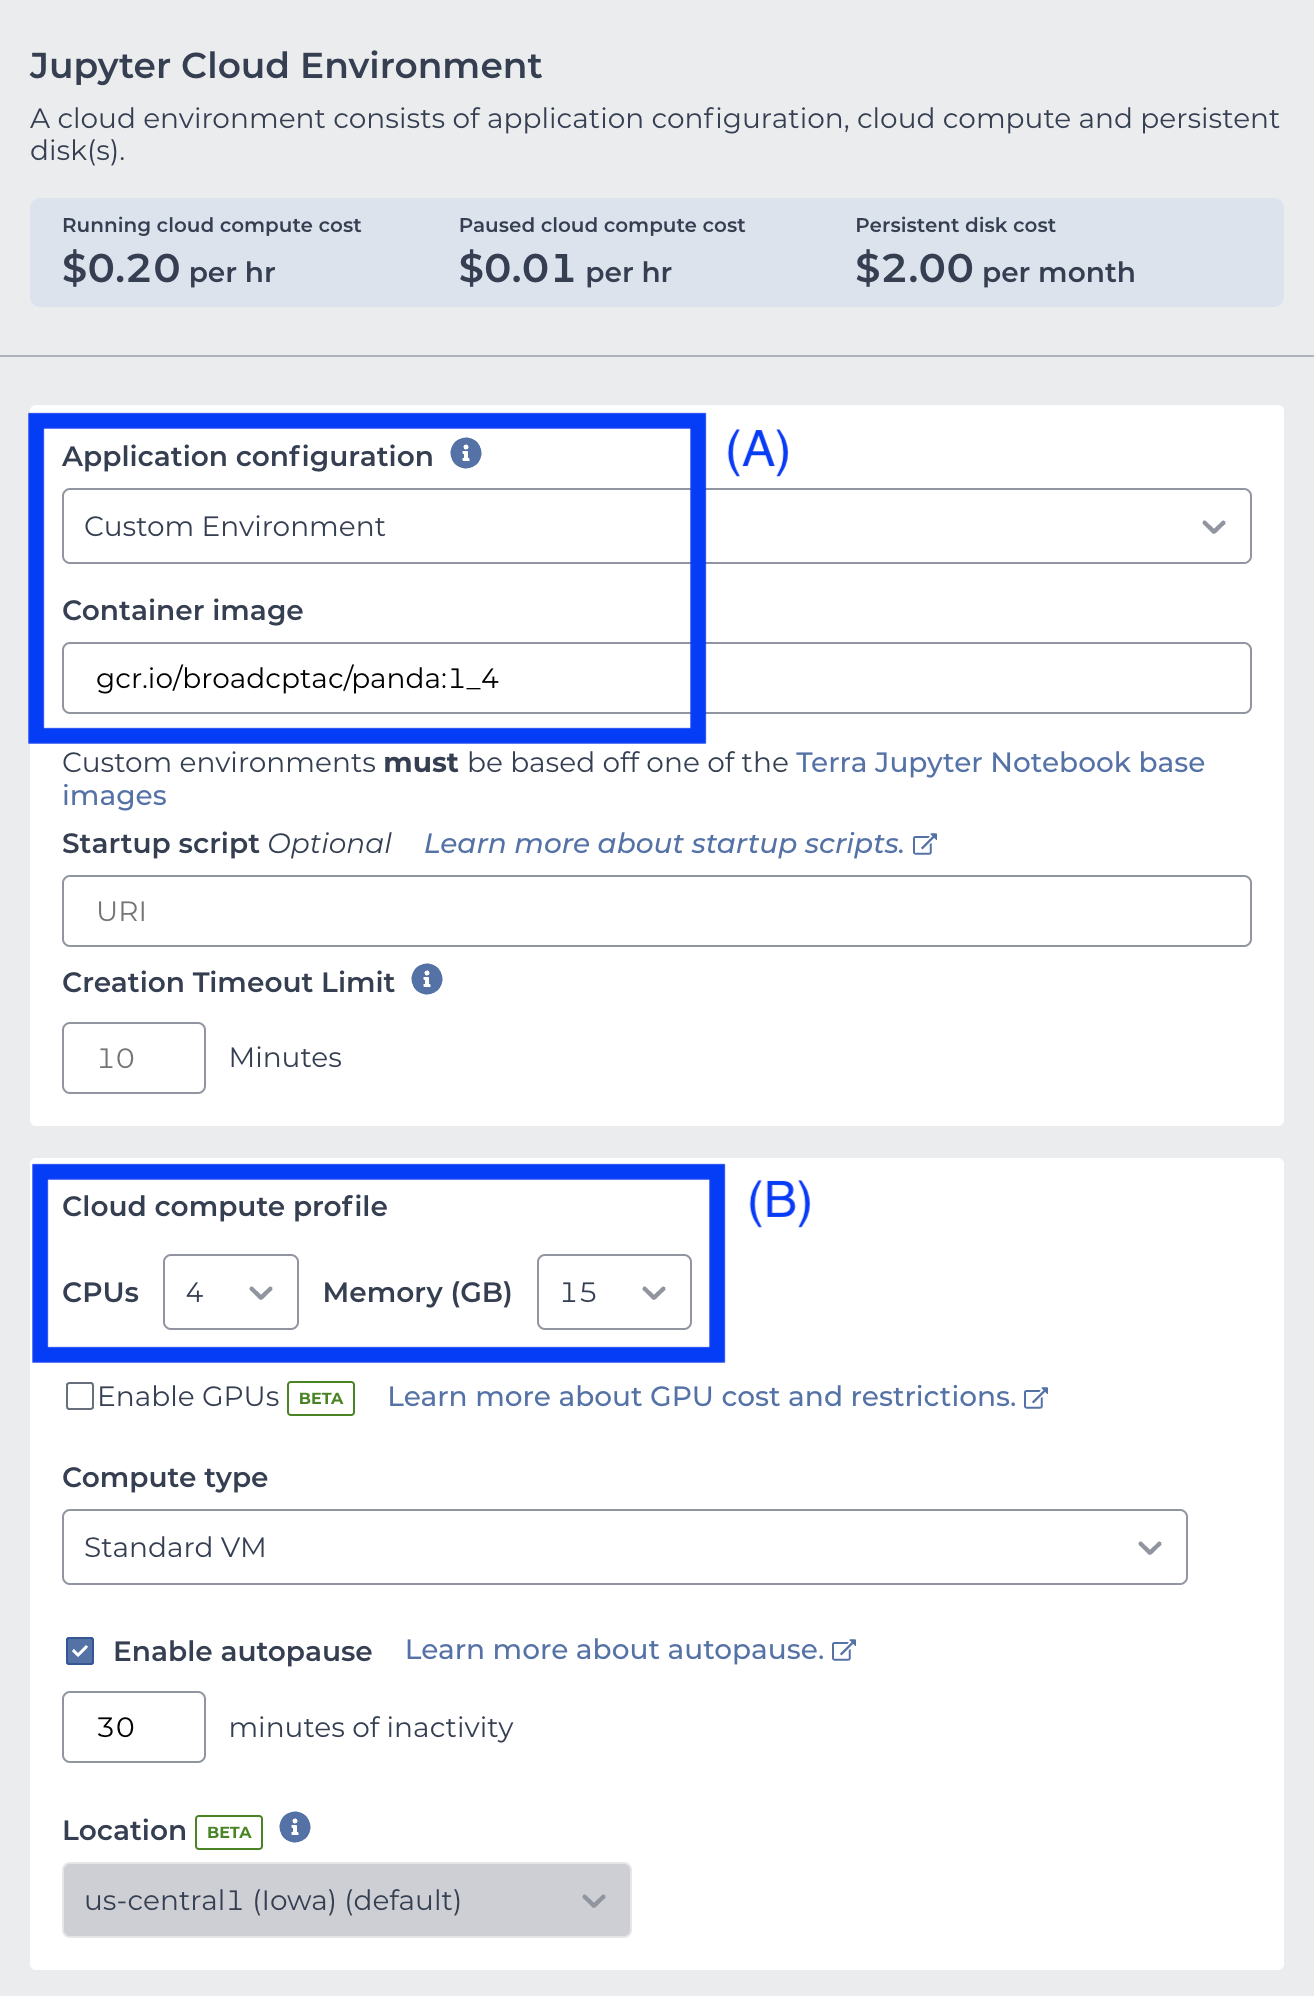 Jupyter Cloud Environment
A cloud environment consists of application configuration, cloud compute and persistent
disk(s).
Running cloud compute cost
$0.20 per hr
Paused cloud compute cost
$0.01 per hr
Persistent disk cost
$2.00 per month
Application configuration
(A)
Custom Environment
Container image
gcr.io/broadcptac/panda:1_4
Custom environments must be based off one of the Terra Jupyter Notebook base
images
Startup script Optional Learn more about startup scripts.
URI
Creation Timeout Limit
10 Minutes
Cloud compute profile
(B)
CPUs 4 Memory (GB) 15
Enable GPUs BETA Learn more about GPU cost and restrictions.
Compute type
Standard VM
Enable autopause Learn more about autopause.
30 minutes of inactivity
Location BETA
us-central1 (Iowa) (default)